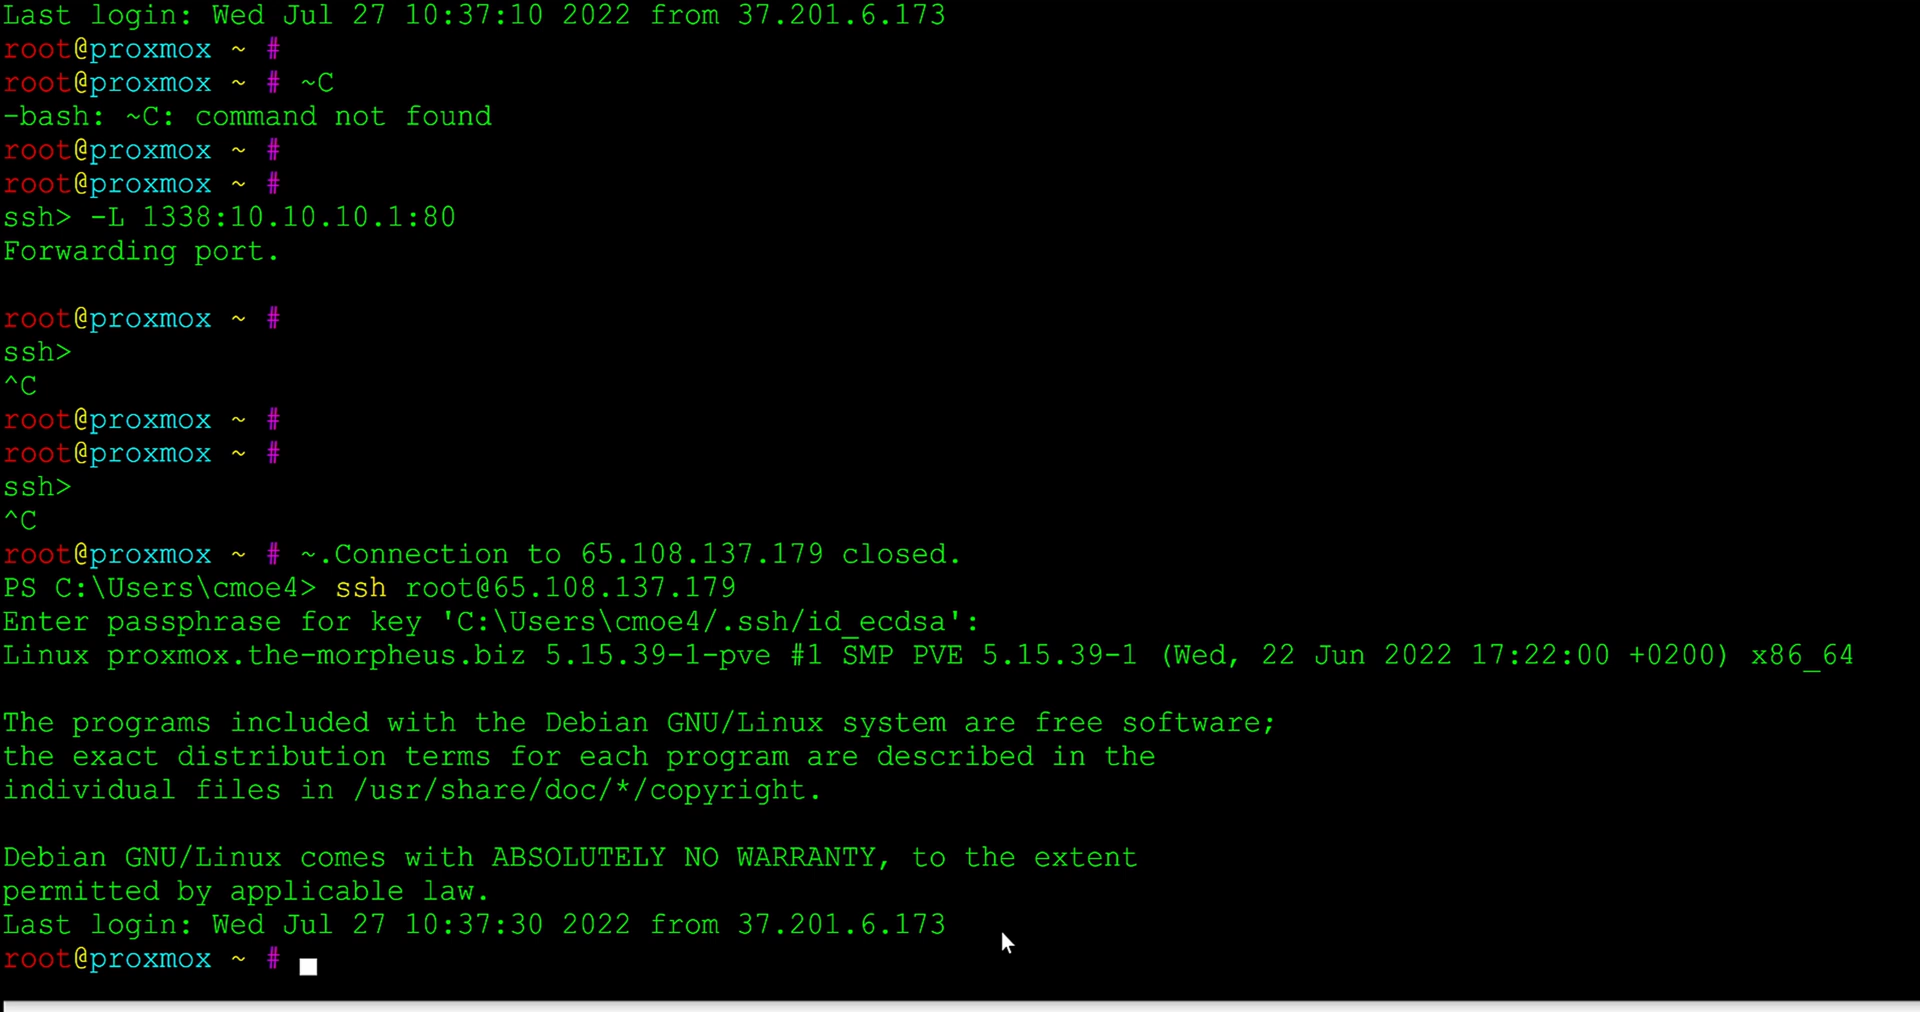 Last login: Wed Jul 27 10:37:10 2022 from 37.201.6.173
root@proxmox ~ #
root@proxmox ~ # ~C
-bash: ~C: command not found
root@proxmox ~ #
root@proxmox ~ #
ssh> -L 1338:10.10.10.1:80
Forwarding port.
root@proxmox ~ #
ssh>
^C
root@proxmox ~ #
root@proxmox ~ #
ssh>
^C
root@proxmox ~ # ~.Connection to 65.108.137.179 closed.
PS C:\Users\cmoe4> ssh root@65.108.137.179
Enter passphrase for key 'C:\Users\cmoe4/.ssh/id_ecdsa':
Linux proxmox.the-morpheus.biz 5.15.39-1-pve #1 SMP PVE 5.15.39-1 (Wed, 22 Jun 2022 17:22:00 +0200) x86_64
The programs included with the Debian GNU/Linux system are free software;
the exact distribution terms for each program are described in the
individual files in /usr/share/doc/*/copyright.
Debian GNU/Linux comes with ABSOLUTELY NO WARRANTY, to the extent
permitted by applicable law.
Last login: Wed Jul 27 10:37:30 2022 from 37.201.6.173
root@proxmox ~ #